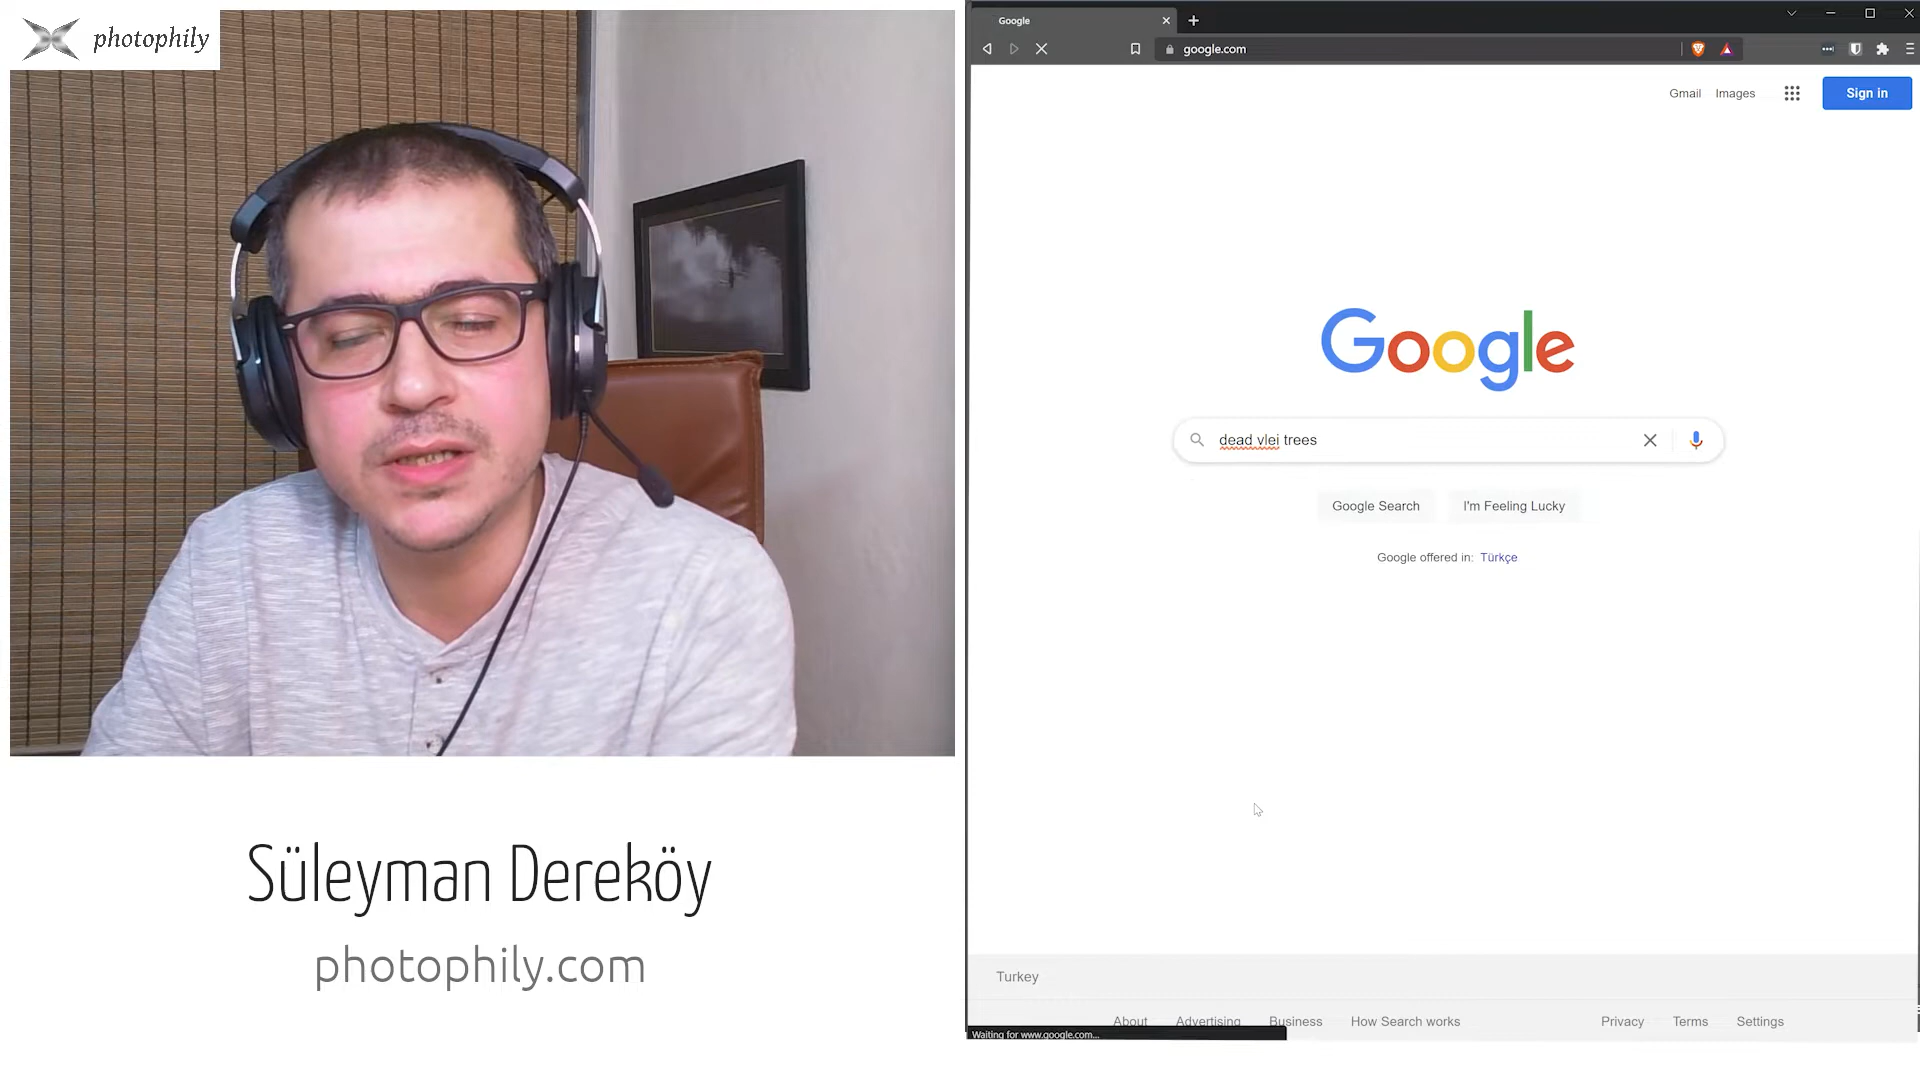 photophily
Süleyman Dereköy
photophily.com
Google
google.com
Gmail Images Sign in
Google
dead vlei trees
Google Search I'm Feeling Lucky
Google offered in: Türkçe
Turkey
About Advertising Business How Search works Privacy Terms Settings
Waiting for www.google.com...